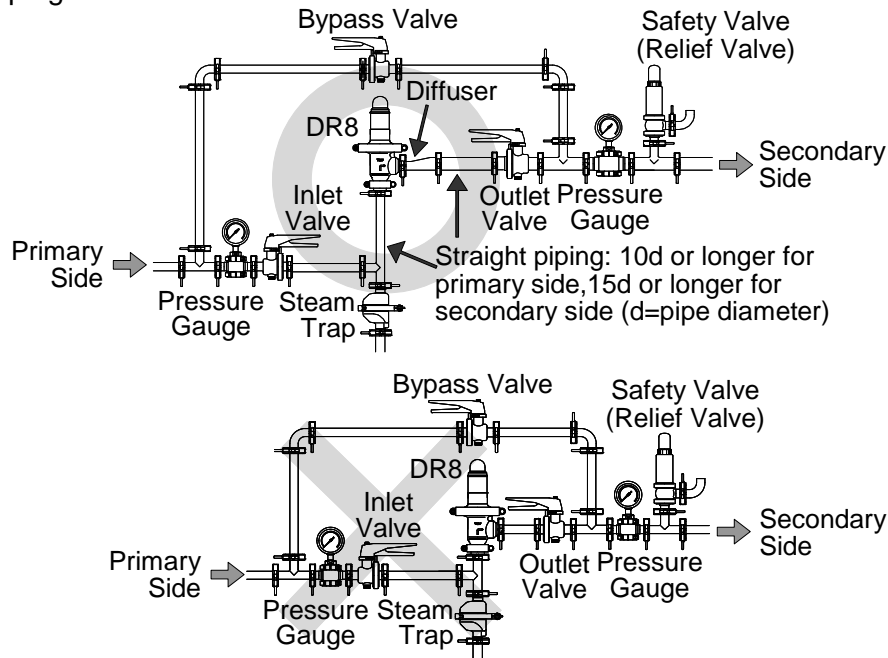 Bypass Valve
Safety Valve
(Relief Valve)
Diffuser
DR8
Inlet
Valve
Outlet
Valve
Pressure
Gauge
Secondary
Side
Primary
Side
Pressure
Gauge
Steam
Trap
Straight piping: 10d or longer for
primary side,15d or longer for
secondary side (d=pipe diameter)
Bypass Valve
Safety Valve
(Relief Valve)
DR8
Inlet
Valve
Secondary
Side
Primary
Side
Outlet
Valve
Pressure
Gauge
Pressure
Gauge
Steam
Trap